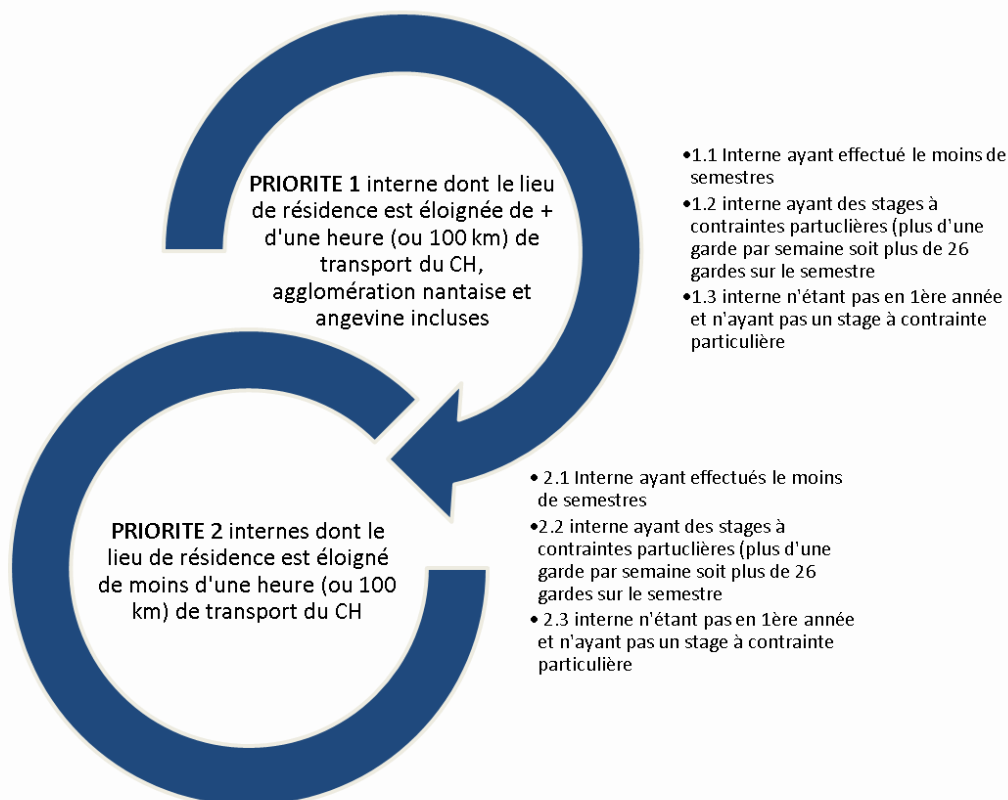 PRIORITE 1 interne dont le lieu
de résidence est éloignée de +
d'une heure (ou 100 km) de
transport du CH,
agglomération nantaise et
angevine incluses
•1.1 Interne ayant effectué le moins de
semestres
•1.2 interne ayant des stages à
contraintes partuclières (plus d'une
garde par semaine soit plus de 26
gardes sur le semestre
•1.3 interne n'étant pas en 1ère année
et n'ayant pas un stage à contrainte
particulière
PRIORITE 2 internes dont le
lieu de résidence est éloigné
de moins d'une heure (ou 100
km) de transport du CH
• 2.1 Interne ayant effectués le moins
de semestres
•2.2 interne ayant des stages à
contraintes partuclières (plus d'une
garde par semaine soit plus de 26
gardes sur le semestre
• 2.3 interne n'étant pas en 1ère année
et n'ayant pas un stage à contrainte
particulière